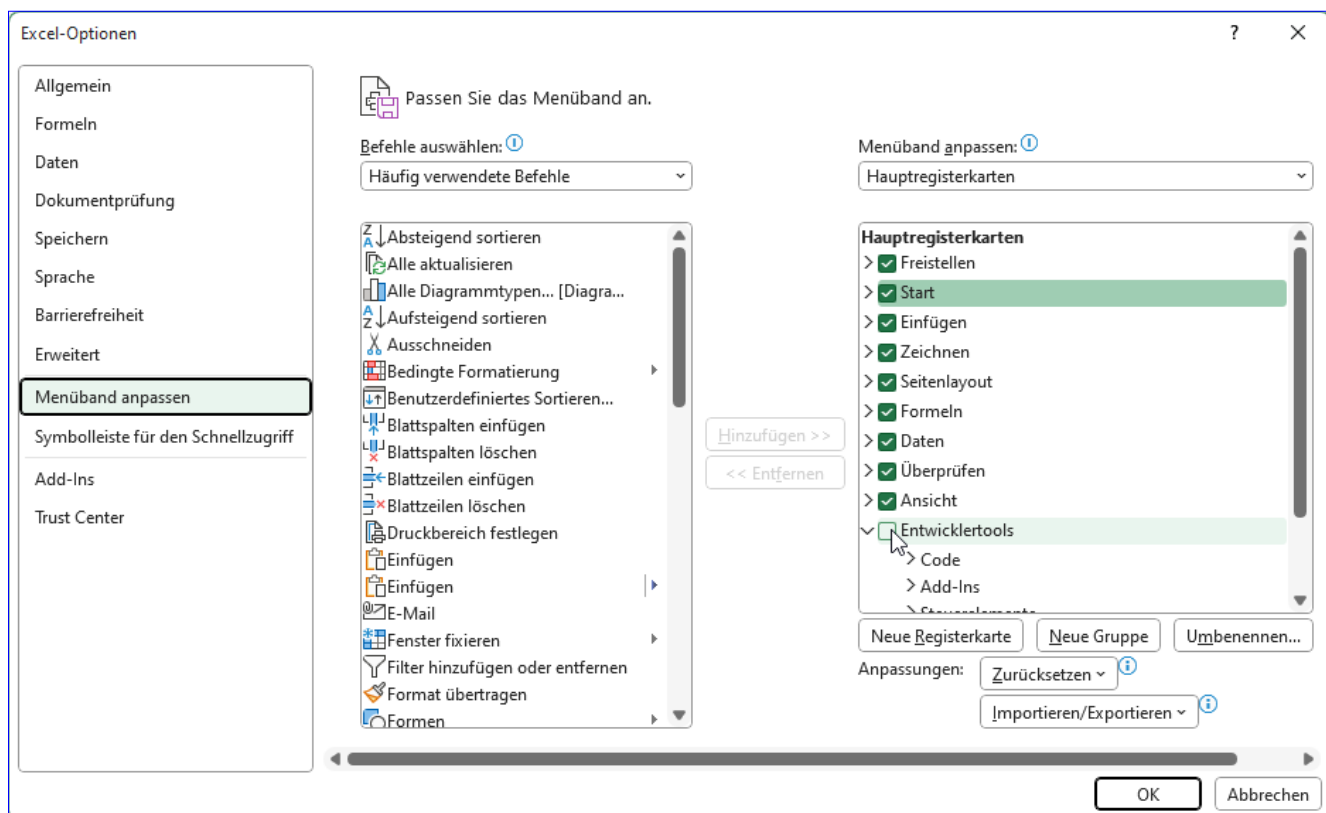 Excel-Optionen
?
Allgemein
Formeln
Daten
Dokumentprüfung
Speichern
Sprache
Barrierefreiheit
Erweitert
Menüband anpassen
Symbolleiste für den Schnellzugriff
Add-Ins
Trust Center
Passen Sie das Menüband an.
Befehle auswählen:
Häufig verwendete Befehle
Absteigend sortieren
Alle aktualisieren
Alle Diagrammtypen... [Diagra...
Aufsteigend sortieren
Ausschneiden
Bedingte Formatierung
Benutzerdefiniertes Sortieren...
Blattspalten einfügen
Blattspalten löschen
Blattzeilen einfügen
Blattzeilen löschen
Druckbereich festlegen
Einfügen
Einfügen
E-Mail
Fenster fixieren
Filter hinzufügen oder entfernen
Format übertragen
Formen
Hinzufügen >>
<< Entfernen
Menüband anpassen:
Hauptregisterkarten
Hauptregisterkarten
Freistellen
Start
Einfügen
Zeichnen
Seitenlayout
Formeln
Daten
Überprüfen
Ansicht
Entwicklertools
Code
Add-Ins
Steuerelemente
Neue Registerkarte
Neue Gruppe
Umbenennen...
Anpassungen:
Zurücksetzen
Importieren/Exportieren
OK
Abbrechen